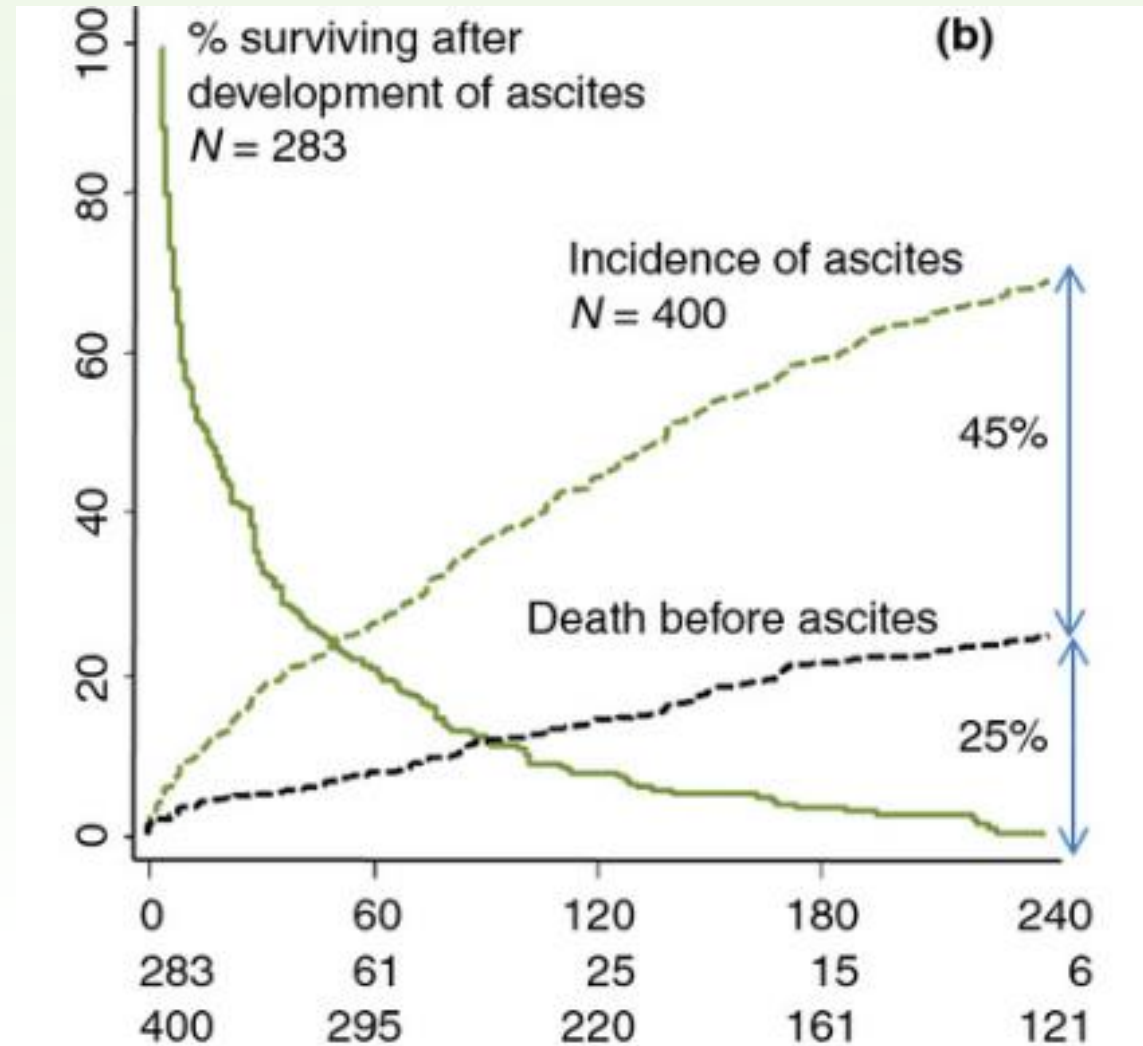 (b)
% surviving after
development of ascites
N = 283
Incidence of ascites
N = 400
45%
Death before ascites
25%
100
80
60
40
20
0
0 60 120 180 240
283 61 25 15 6
400 295 220 161 121